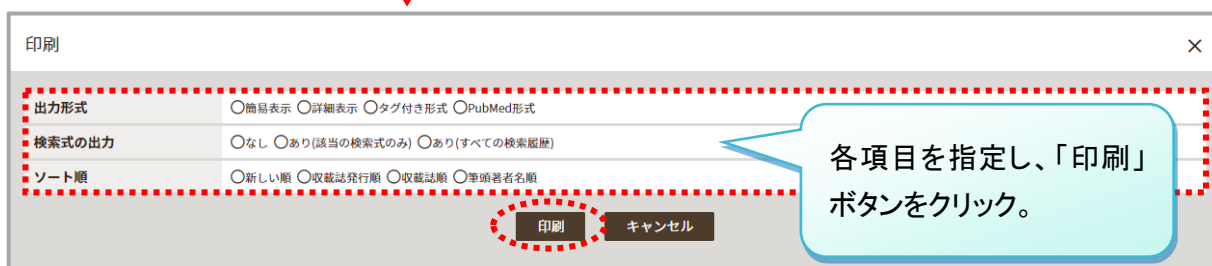 印刷 ×
出力形式 ○簡易表示 ○詳細表示 ○タグ付き形式 ○PubMed形式
検索式の出力 ○なし ○あり(該当の検索式のみ) ○あり(すべての検索履歴)
ソート順 ○新しい順 ○収載誌発行順 ○収載誌順 ○筆頭著者名順
各項目を指定し、「印刷」
ボタンをクリック。
印刷 キャンセル